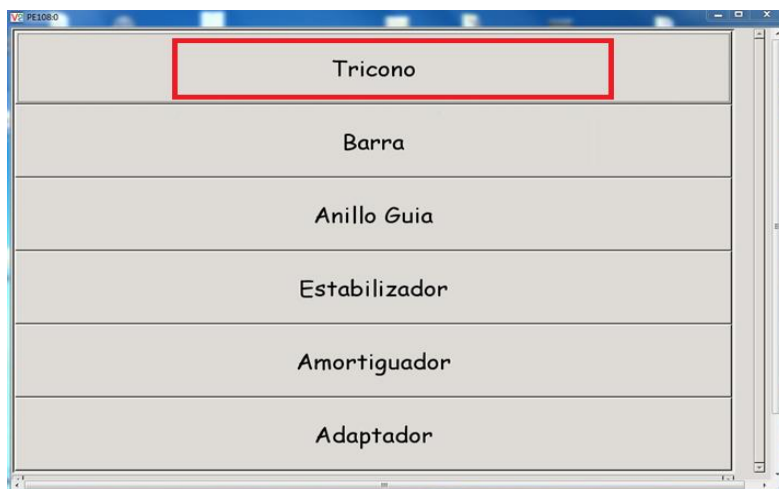 PE108:0
Tricono
Barra
Anillo Guia
Estabilizador
Amortiguador
Adaptador